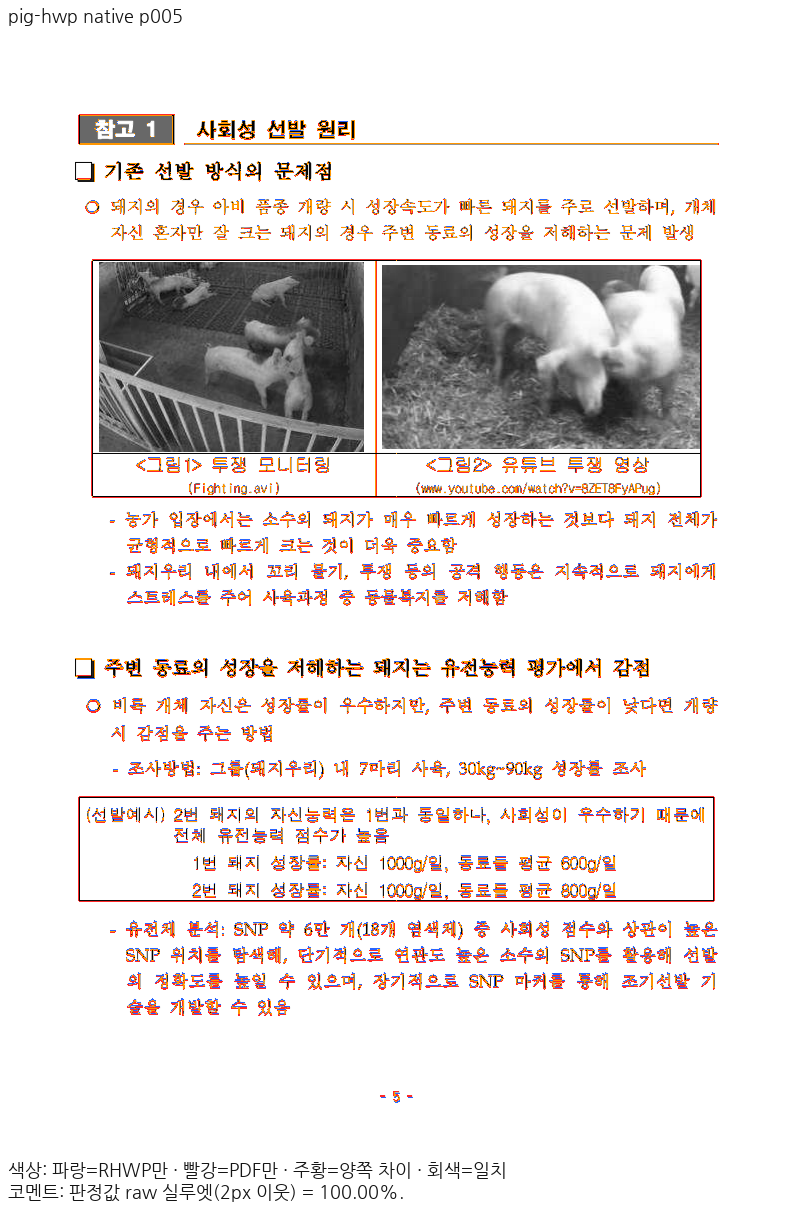 pig-hwp native p005
참고 1 사회성 선발 원리
❏ 기존 선발 방식의 문제점
○ 돼지의 경우 아비 품종 개량 시 성장속도가 빠른 돼지를 주로 선발하며, 개체
자신 혼자만 잘 크는 돼지의 경우 주변 동료의 성장을 저해하는 문제 발생
<그림1> 투쟁 모니터링
(Fighting.avi)
<그림2> 유튜브 투쟁 영상
(www.youtube.com/watch?v=8ZET8FyAPug)
- 농가 입장에서는 소수의 돼지가 매우 빠르게 성장하는 것보다 돼지 전체가
균형적으로 빠르게 크는 것이 더욱 중요함
- 돼지우리 내에서 꼬리 물기, 투쟁 등의 공격 행동은 지속적으로 돼지에게
스트레스를 주어 사육과정 중 동물복지를 저해함
❏ 주변 동료의 성장을 저해하는 돼지는 유전능력 평가에서 감점
○ 비록 개체 자신은 성장률이 우수하지만, 주변 동료의 성장률이 낮다면 개량
시 감점을 주는 방법
- 조사방법: 그룹(돼지우리) 내 7마리 사육, 30kg~90kg 성장률 조사
(선발예시) 2번 돼지의 자신능력은 1번과 동일하나, 사회성이 우수하기 때문에
전체 유전능력 점수가 높음
1번 돼지 성장률: 자신 1000g/일, 동료들 평균 600g/일
2번 돼지 성장률: 자신 1000g/일, 동료들 평균 800g/일
- 유전체 분석: SNP 약 6만 개(18개 염색체) 중 사회성 점수와 상관이 높은
SNP 위치를 탐색해, 단기적으로 연관도 높은 소수의 SNP를 활용해 선발
의 정확도를 높일 수 있으며, 장기적으로 SNP 마커를 통해 조기선발 기
술을 개발할 수 있음
- 5 -
색상: 파랑=RHWP만 · 빨강=PDF만 · 주황=양쪽 차이 · 회색=일치
코멘트: 판정값 raw 실루엣(2px 이웃) = 100.00%.